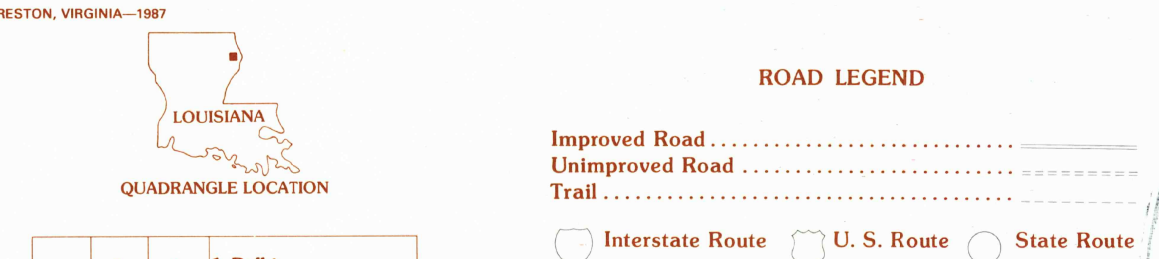 RESTON, VIRGINIA—1987
LOUISIANA
QUADRANGLE LOCATION
ROAD LEGEND
Improved Road
Unimproved Road
Trail
Interstate Route U. S. Route State Route